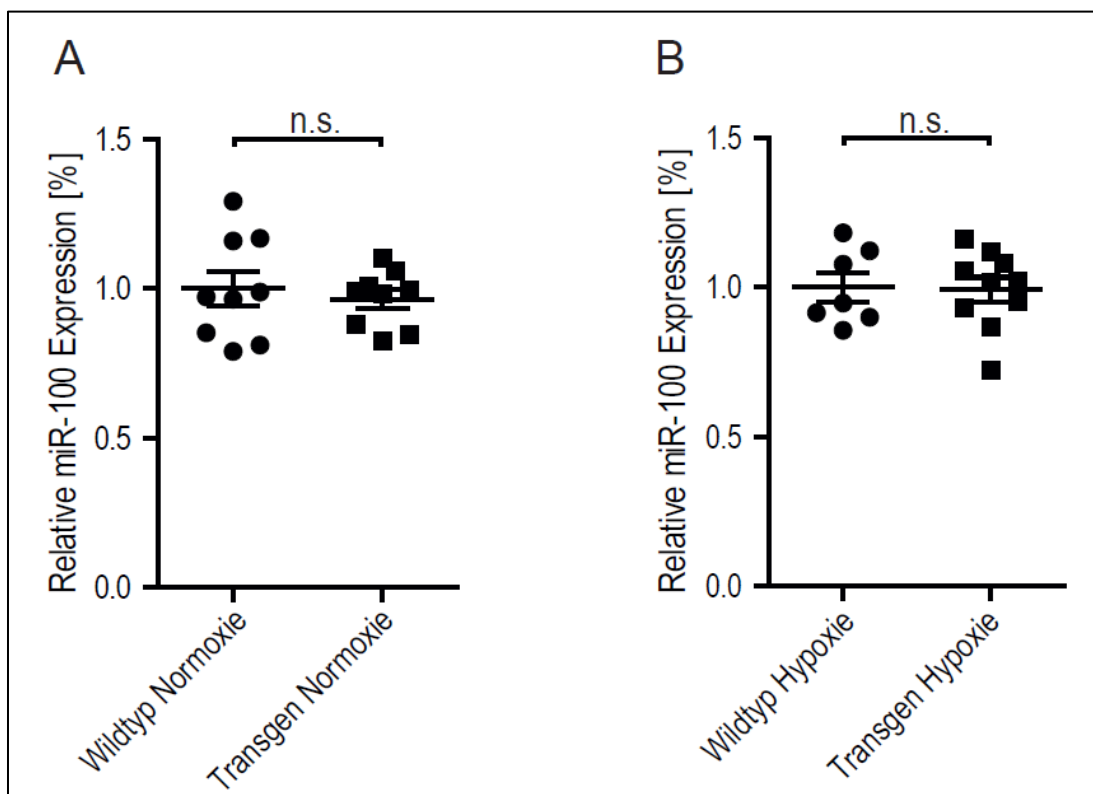 A
n.s.
Relative miR-100 Expression [%]
1.5
1.0
0.5
0.0
Wildtyp Normoxie
Transgen Normoxie
B
n.s.
Relative miR-100 Expression [%]
1.5
1.0
0.5
0.0
Wildtyp Hypoxie
Transgen Hypoxie